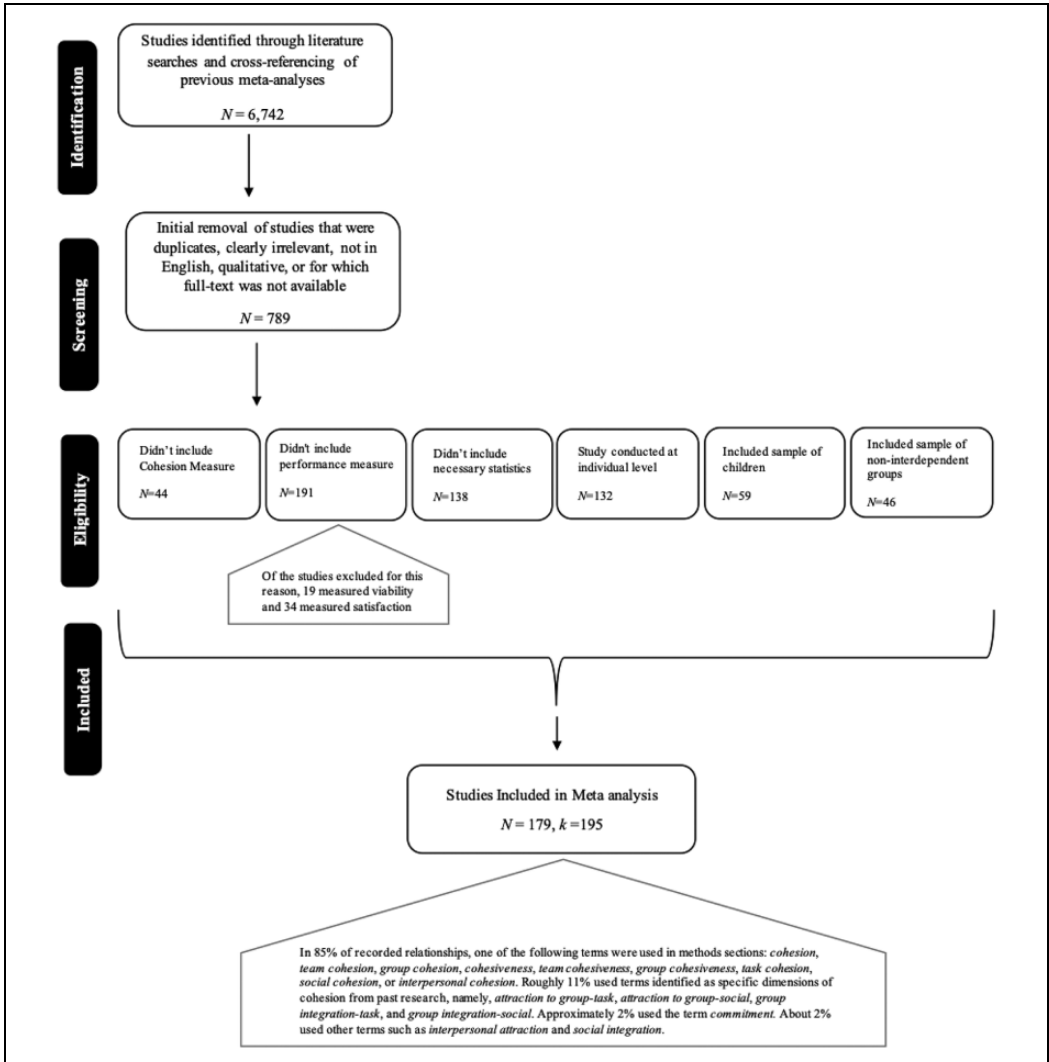 Identification
Studies identified through literature
searches and cross-referencing of
previous meta-analyses
N = 6,742
Screening
Initial removal of studies that were
duplicates, clearly irrelevant, not in
English, qualitative, or for which
full-text was not available
N = 789
Eligibility
Didn’t include
Cohesion Measure
N=44
Didn't include
performance measure
N=191
Didn’t include
necessary statistics
N=138
Study conducted at
individual level
N=132
Included sample of
children
N=59
Included sample of
non-interdependent
groups
N=46
Of the studies excluded for this
reason, 19 measured viability
and 34 measured satisfaction
Included
Studies Included in Meta analysis
N = 179, k =195
In 85% of recorded relationships, one of the following terms were used in methods sections: cohesion,
team cohesion, group cohesion, cohesiveness, team cohesiveness, group cohesiveness, task cohesion,
social cohesion, or interpersonal cohesion. Roughly 11% used terms identified as specific dimensions of
cohesion from past research, namely, attraction to group-task, attraction to group-social, group
integration-task, and group integration-social. Approximately 2% used the term commitment. About 2%
used other terms such as interpersonal attraction and social integration.